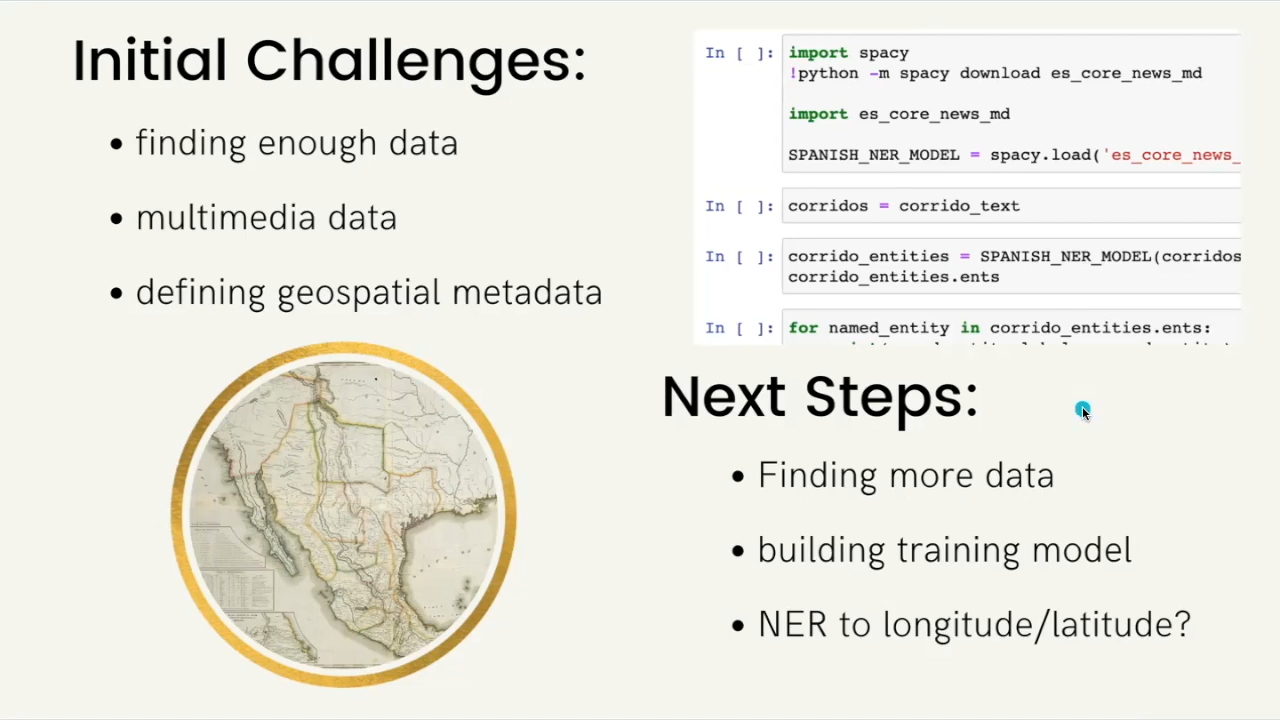 Initial Challenges:
• finding enough data
• multimedia data
• defining geospatial metadata
In [ ]: import spacy
!python -m spacy download es_core_news_md
import es_core_news_md
SPANISH_NER_MODEL = spacy.load('es_core_news_
In [ ]: corridos = corrido_text
In [ ]: corrido_entities = SPANISH_NER_MODEL(corridos
corrido_entities.ents
In [ ]: for named_entity in corrido_entities.ents:
Next Steps:
• Finding more data
• building training model
• NER to longitude/latitude?